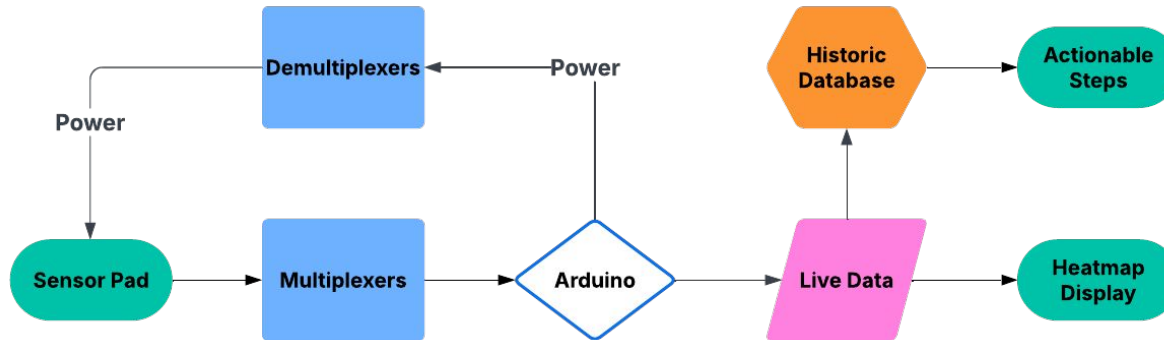 Demultiplexers
Power
Historic
Database
Actionable
Steps
Power
Sensor Pad
Multiplexers
Arduino
Live Data
Heatmap
Display